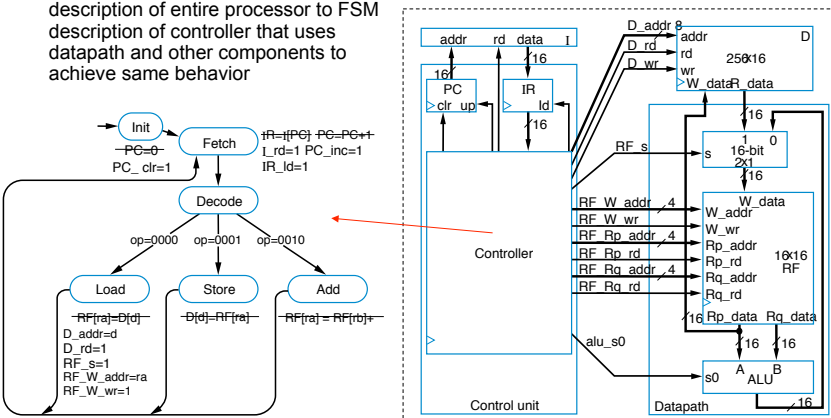 description of entire processor to FSM
description of controller that uses
datapath and other components to
achieve same behavior
Init
PC=0
PC_ clr=1
Fetch
IR=I[PC] PC=PC+1
I_rd=1 PC_inc=1
IR_ld=1
Decode
op=0000 op=0001 op=0010
Load
Store
Add
RF[ra]=D[d]
D_addr=d
D_rd=1
RF_s=1
RF_W_addr=ra
RF_W_wr=1
D[d]=RF[ra]
RF[ra] = RF[rb]+
addr rd data I
16
16
PC
clr up
IR
ld
16
Controller
Control unit
D_addr 8
D_rd
D_wr
addr
rd
wr
D
256x16
W_data R_data
16
RF_s
s
1 0
16-bit
2x1
16
RF_W_addr 4
RF_W_wr
RF_Rp_addr 4
RF_Rp_rd
RF_Rq_addr 4
RF_Rq_rd
W_data
W_addr
W_wr
Rp_addr
Rp_rd
Rq_addr
Rq_rd
16x16
RF
Rp_data Rq_data
16
16
16
alu_s0
s0
A B
ALU
16
Datapath